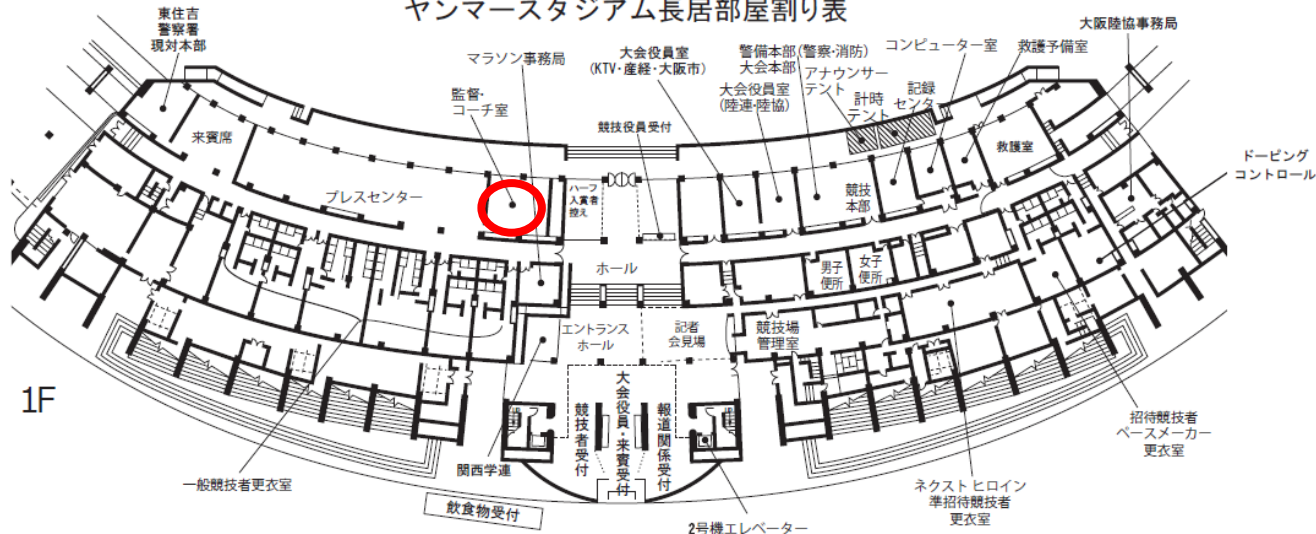 ヤンマースタジアム長居部屋割り表
東住吉
警察署
現対本部
マラソン事務局
監督・
コーチ室
大会役員室
(KTV・産経・大阪市)
競技役員受付
警備本部(警察・消防)
大会本部
大会役員室
(陸連・陸協)
アナウンサー
テント
計時
テント
コンピューター室
記録
センター
救護予備室
大阪陸協事務局
ドーピング
コントロール
来賓席
プレスセンター
ハーフ
入賞者
控え
競技
本部
救護室
ホール
男子
便所
女子
便所
エントランス
ホール
記者
会見場
競技場
管理室
1F
競技者受付
大会役員・来賓受付
報道関係受付
関西学連
一般競技者更衣室
飲食物受付
2号機エレベーター
ネクスト ヒロイン
準招待競技者
更衣室
招待競技者
ペースメーカー
更衣室